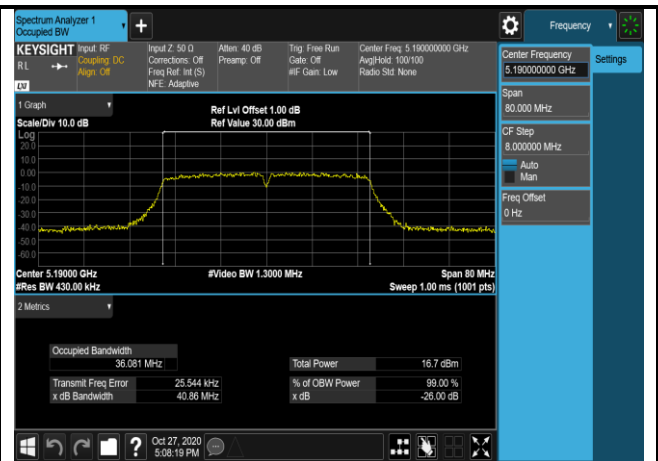 Spectrum Analyzer 1
Occupied BW
Frequency
KEYSIGHT
RL
LXI
Input: RF
Coupling: DC
Align: Off
Input Z: 50 Ω
Corrections: Off
Freq Ref: Int (S)
NFE: Adaptive
Atten: 40 dB
Preamp: Off
Trig: Free Run
Gate: Off
#IF Gain: Low
Center Freq: 5.190000000 GHz
Avg|Hold: 100/100
Radio Std: None
Center Frequency
5.190000000 GHz
Settings
Span
80.000 MHz
CF Step
8.000000 MHz
Auto
Man
Freq Offset
0 Hz
1 Graph
Scale/Div 10.0 dB
Ref Lvl Offset 1.00 dB
Ref Value 30.00 dBm
Log
20.0
10.0
0.00
-10.0
-20.0
-30.0
-40.0
-50.0
-60.0
Center 5.19000 GHz
#Video BW 1.3000 MHz
Span 80 MHz
#Res BW 430.00 kHz
Sweep 1.00 ms (1001 pts)
2 Metrics
Occupied Bandwidth
36.081 MHz
Total Power 16.7 dBm
Transmit Freq Error 25.544 kHz
% of OBW Power 99.00 %
x dB Bandwidth 40.86 MHz
x dB -26.00 dB
?
Oct 27, 2020
5:08:19 PM